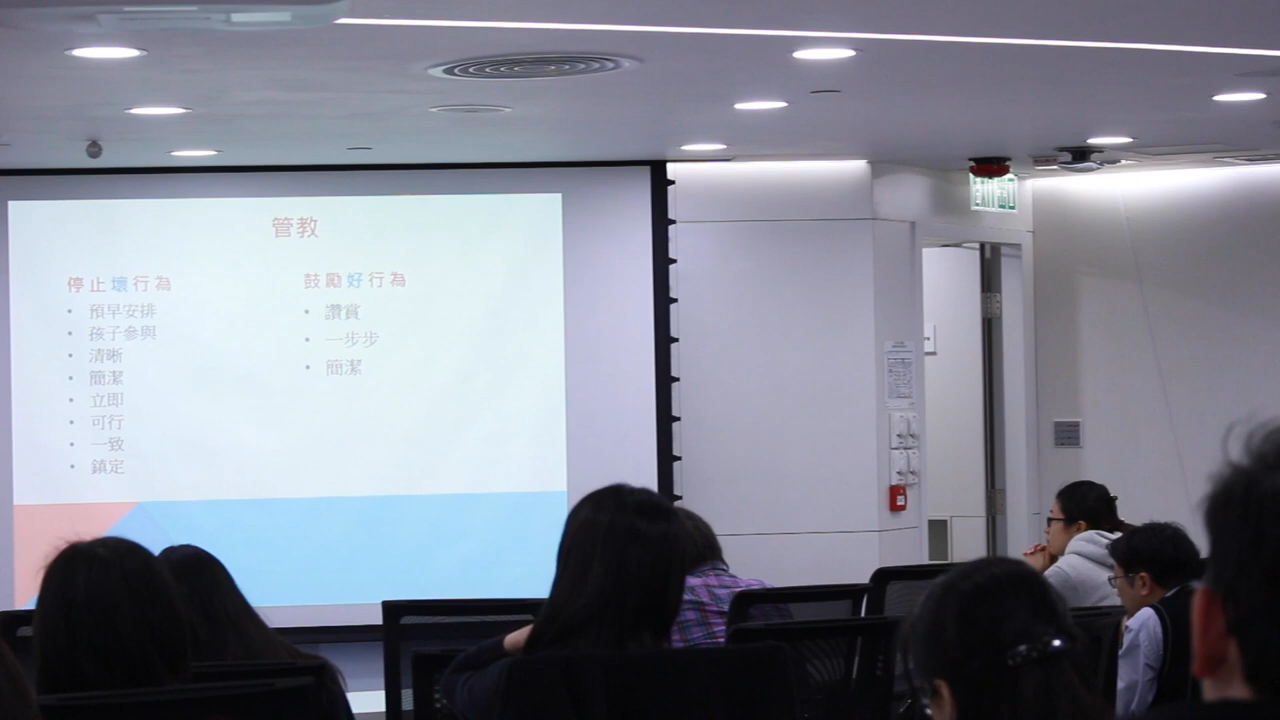 管教
停止壞行為
• 預早安排
• 孩子參與
• 清晰
• 簡潔
• 立即
• 可行
• 一致
• 鎮定
鼓勵好行為
• 讚賞
• 一步步
• 簡潔